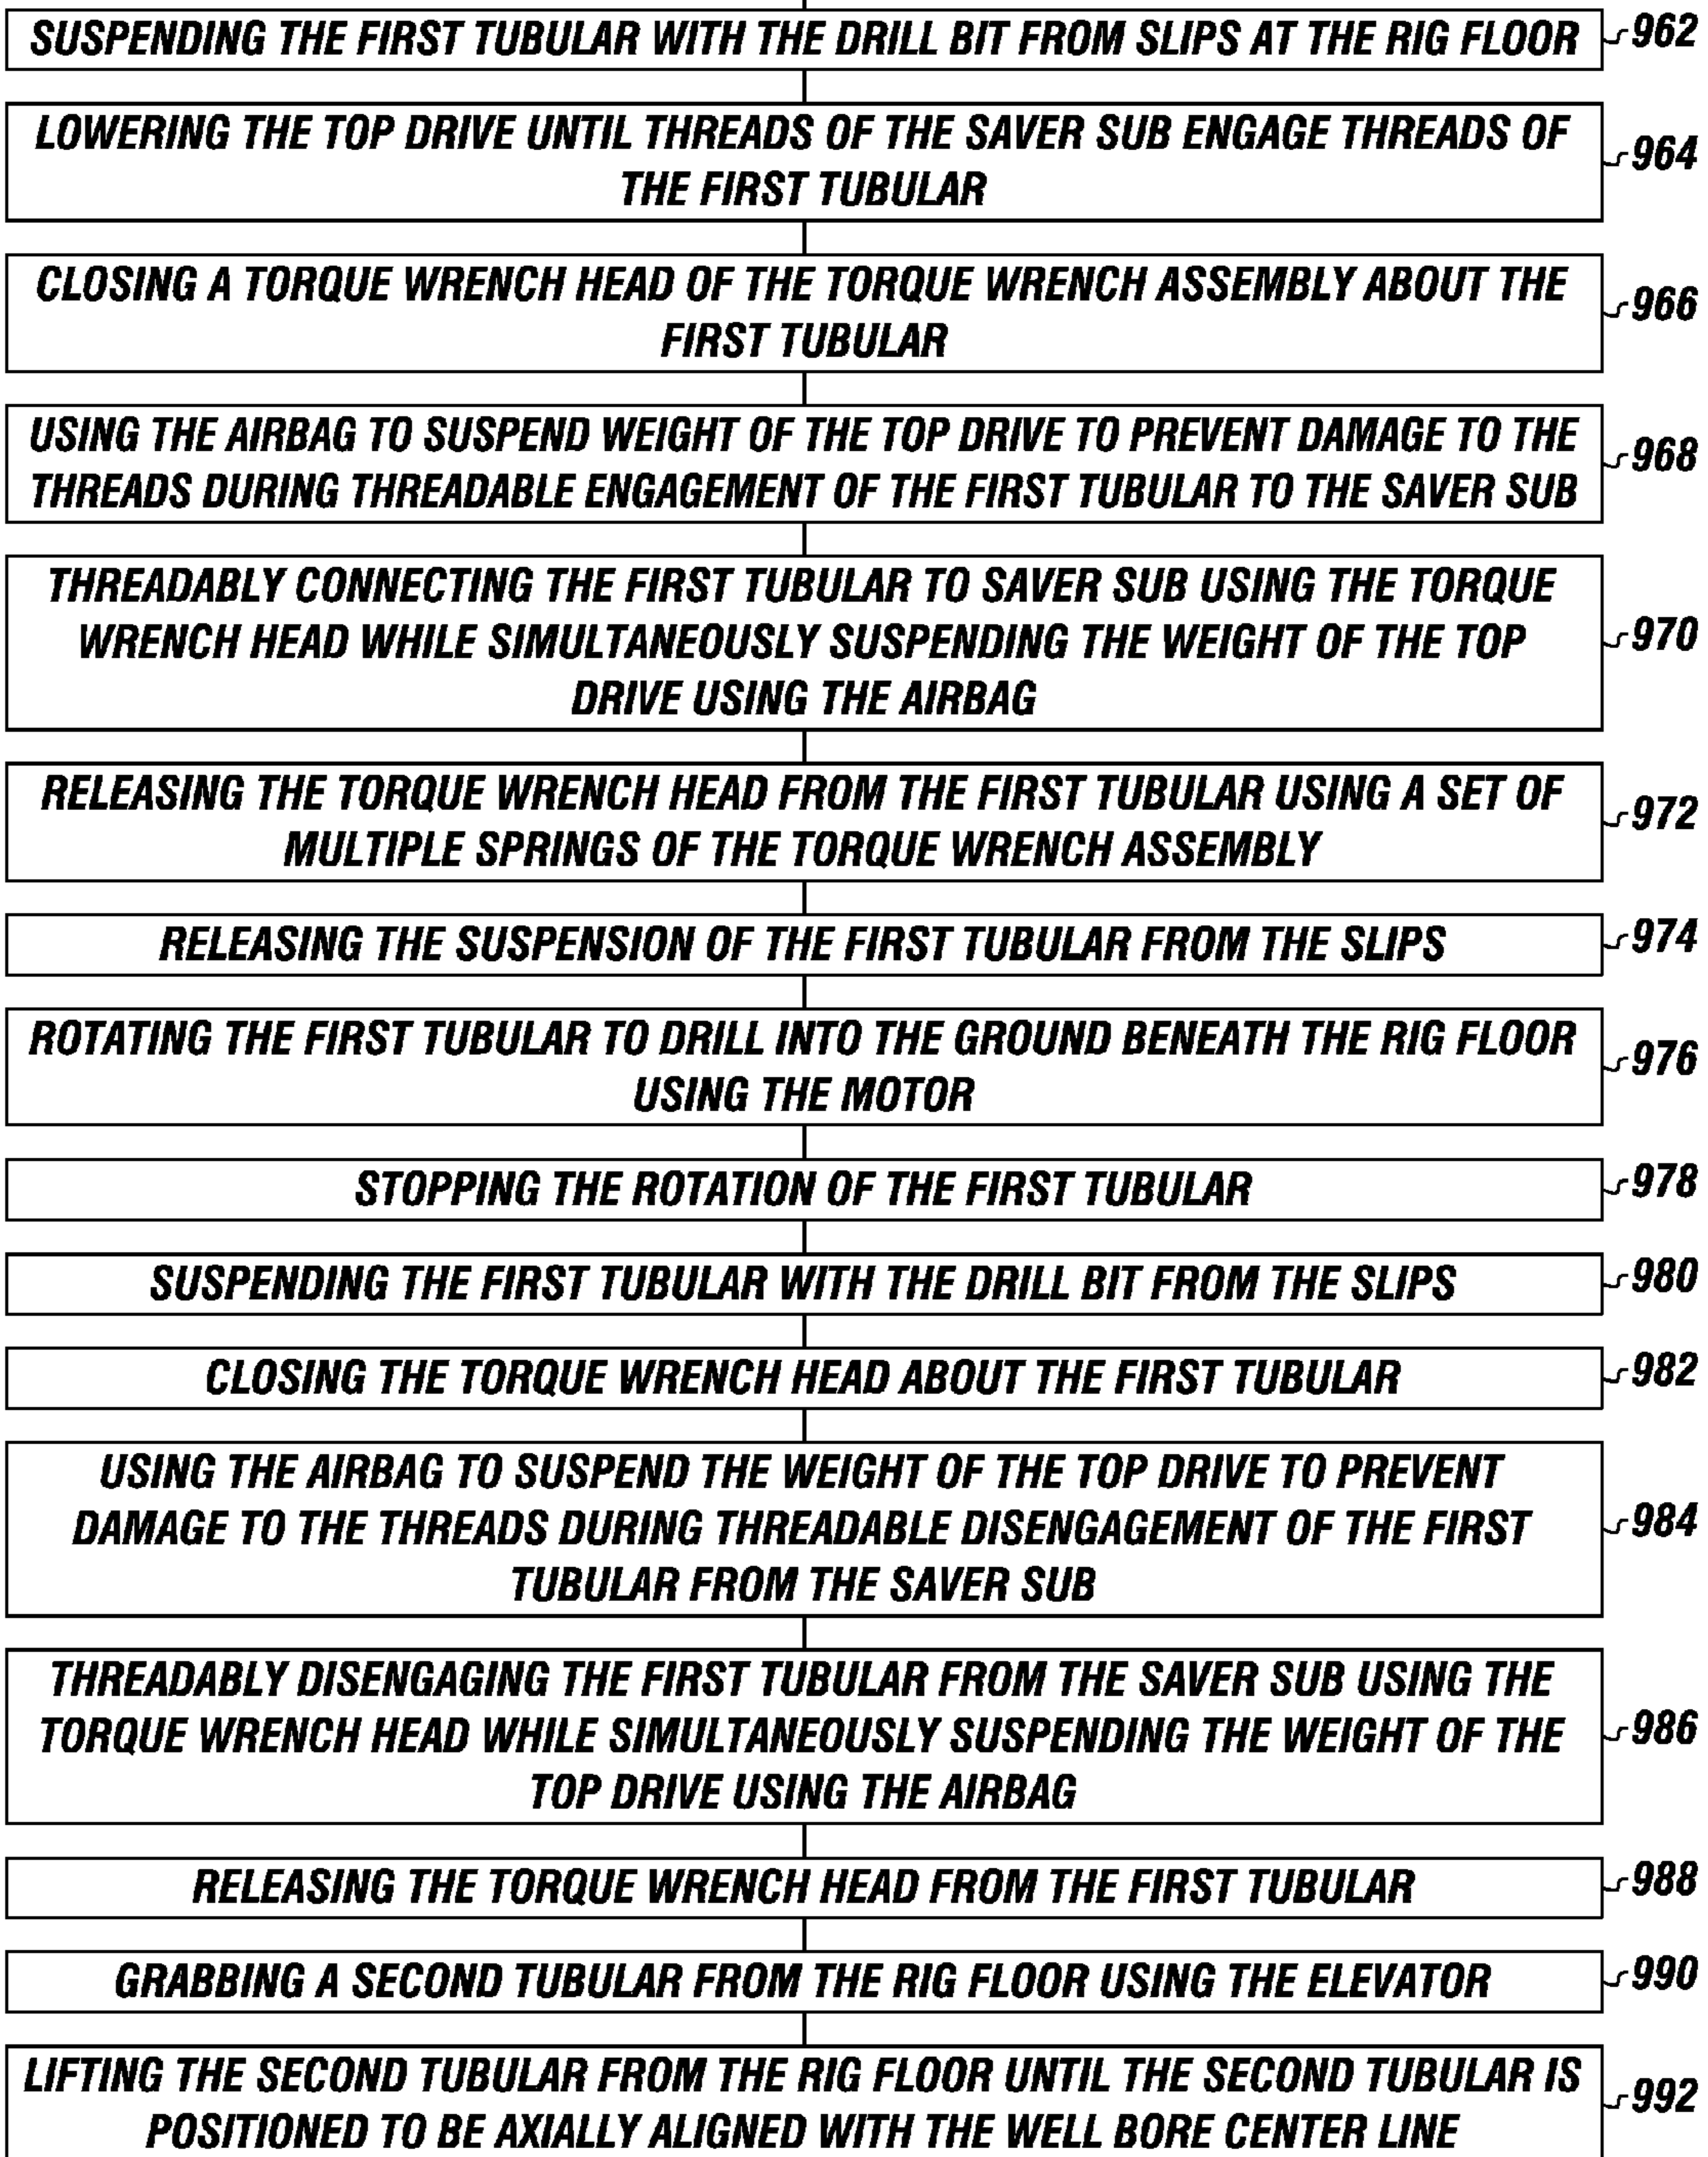 SUSPENDING THE FIRST TUBULAR WITH THE DRILL BIT FROM SLIPS AT THE RIG FLOOR 962
LOWERING THE TOP DRIVE UNTIL THREADS OF THE SAVER SUB ENGAGE THREADS OF
THE FIRST TUBULAR
964
CLOSING A TORQUE WRENCH HEAD OF THE TORQUE WRENCH ASSEMBLY ABOUT THE
FIRST TUBULAR
966
USING THE AIRBAG TO SUSPEND WEIGHT OF THE TOP DRIVE TO PREVENT DAMAGE TO THE
THREADS DURING THREADABLE ENGAGEMENT OF THE FIRST TUBULAR TO THE SAVER SUB
968
THREADABLY CONNECTING THE FIRST TUBULAR TO SAVER SUB USING THE TORQUE
WRENCH HEAD WHILE SIMULTANEOUSLY SUSPENDING THE WEIGHT OF THE TOP
DRIVE USING THE AIRBAG
970
RELEASING THE TORQUE WRENCH HEAD FROM THE FIRST TUBULAR USING A SET OF
MULTIPLE SPRINGS OF THE TORQUE WRENCH ASSEMBLY
972
RELEASING THE SUSPENSION OF THE FIRST TUBULAR FROM THE SLIPS 974
ROTATING THE FIRST TUBULAR TO DRILL INTO THE GROUND BENEATH THE RIG FLOOR
USING THE MOTOR
976
STOPPING THE ROTATION OF THE FIRST TUBULAR 978
SUSPENDING THE FIRST TUBULAR WITH THE DRILL BIT FROM THE SLIPS 980
CLOSING THE TORQUE WRENCH HEAD ABOUT THE FIRST TUBULAR 982
USING THE AIRBAG TO SUSPEND THE WEIGHT OF THE TOP DRIVE TO PREVENT
DAMAGE TO THE THREADS DURING THREADABLE DISENGAGEMENT OF THE FIRST
TUBULAR FROM THE SAVER SUB
984
THREADABLY DISENGAGING THE FIRST TUBULAR FROM THE SAVER SUB USING THE
TORQUE WRENCH HEAD WHILE SIMULTANEOUSLY SUSPENDING THE WEIGHT OF THE
TOP DRIVE USING THE AIRBAG
986
RELEASING THE TORQUE WRENCH HEAD FROM THE FIRST TUBULAR 988
GRABBING A SECOND TUBULAR FROM THE RIG FLOOR USING THE ELEVATOR 990
LIFTING THE SECOND TUBULAR FROM THE RIG FLOOR UNTIL THE SECOND TUBULAR IS
POSITIONED TO BE AXIALLY ALIGNED WITH THE WELL BORE CENTER LINE
992